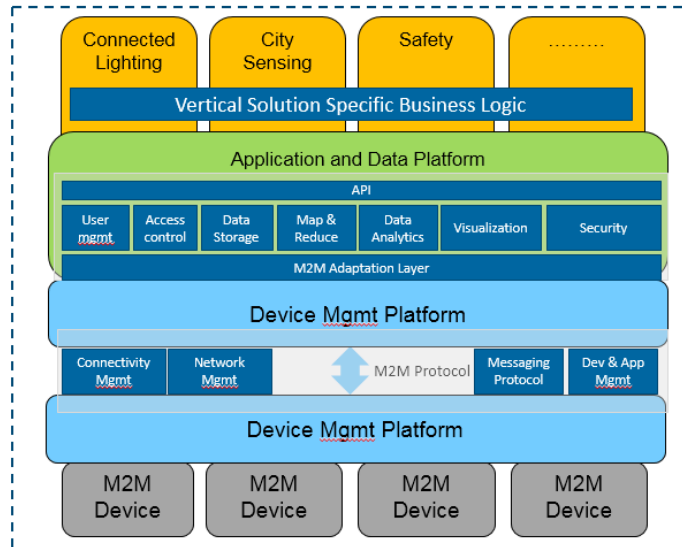 Connected
Lighting
City
Sensing
Safety
.........
Vertical Solution Specific Business Logic
Application and Data Platform
API
User
mgmt
Access
control
Data
Storage
Map &
Reduce
Data
Analytics
Visualization
Security
M2M Adaptation Layer
Device Mgmt Platform
Connectivity
Mgmt
Network
Mgmt
M2M Protocol
Messaging
Protocol
Dev & App
Mgmt
Device Mgmt Platform
M2M
Device
M2M
Device
M2M
Device
M2M
Device